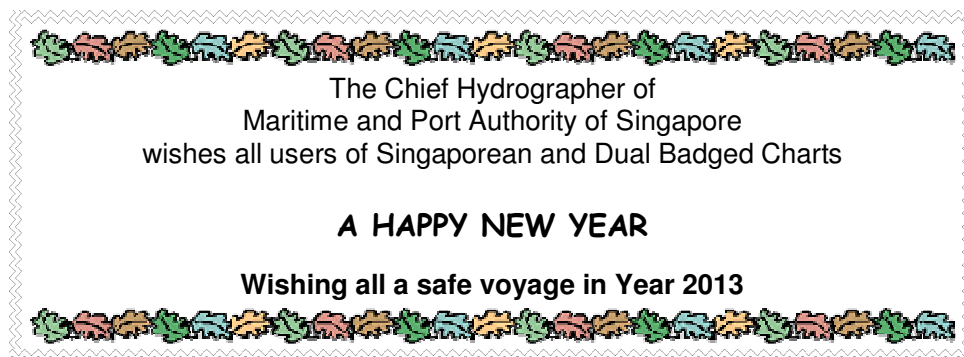 The Chief Hydrographer of
Maritime and Port Authority of Singapore
wishes all users of Singaporean and Dual Badged Charts
A HAPPY NEW YEAR
Wishing all a safe voyage in Year 2013